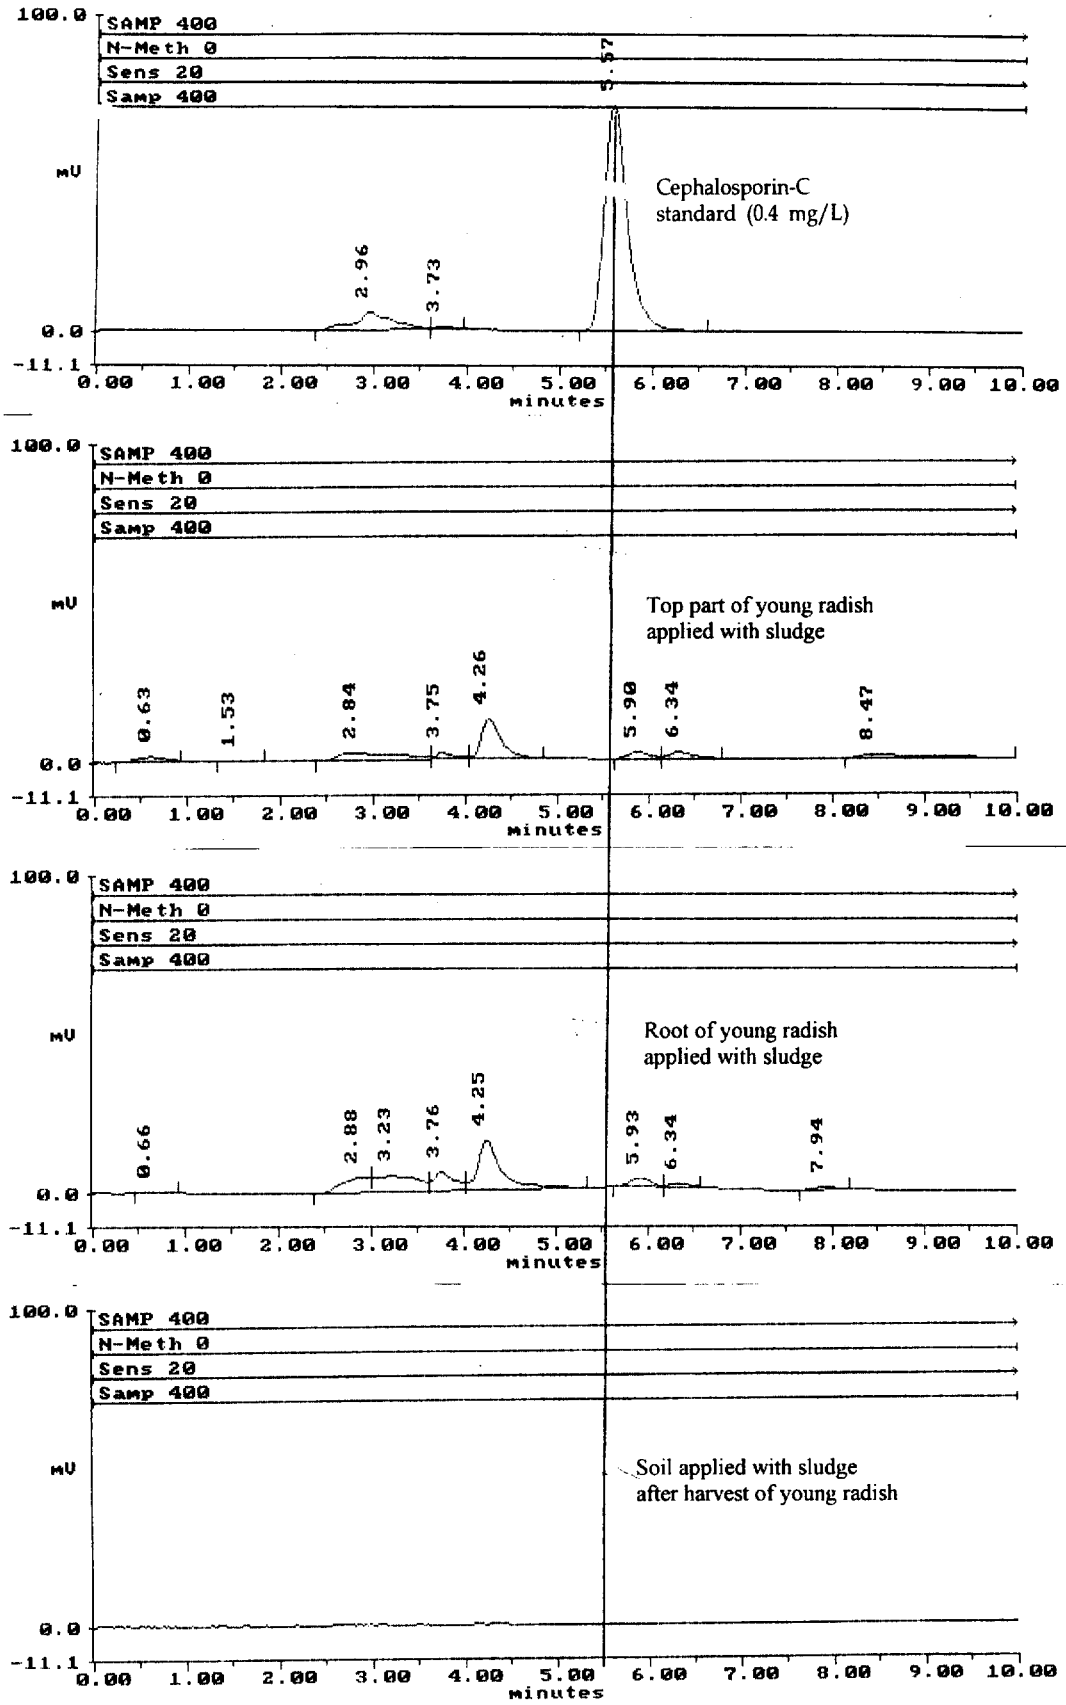 100.0
SAMP 400
N-Meth 0
Sens 20
Samp 400
5.57
mV
Cephalosporin-C
standard (0.4 mg/L)
2.96
3.73
0.0
-11.1
0.00 1.00 2.00 3.00 4.00 5.00 6.00 7.00 8.00 9.00 10.00
minutes
100.0
SAMP 400
N-Meth 0
Sens 20
Samp 400
mV
Top part of young radish
applied with sludge
0.63
1.53
2.84
3.75
4.26
5.90
6.34
8.47
0.0
-11.1
0.00 1.00 2.00 3.00 4.00 5.00 6.00 7.00 8.00 9.00 10.00
minutes
100.0
SAMP 400
N-Meth 0
Sens 20
Samp 400
mV
Root of young radish
applied with sludge
0.66
2.88
3.23
3.76
4.25
5.93
6.34
7.94
0.0
-11.1
0.00 1.00 2.00 3.00 4.00 5.00 6.00 7.00 8.00 9.00 10.00
minutes
100.0
SAMP 400
N-Meth 0
Sens 20
Samp 400
mV
Soil applied with sludge
after harvest of young radish
0.0
-11.1
0.00 1.00 2.00 3.00 4.00 5.00 6.00 7.00 8.00 9.00 10.00
minutes